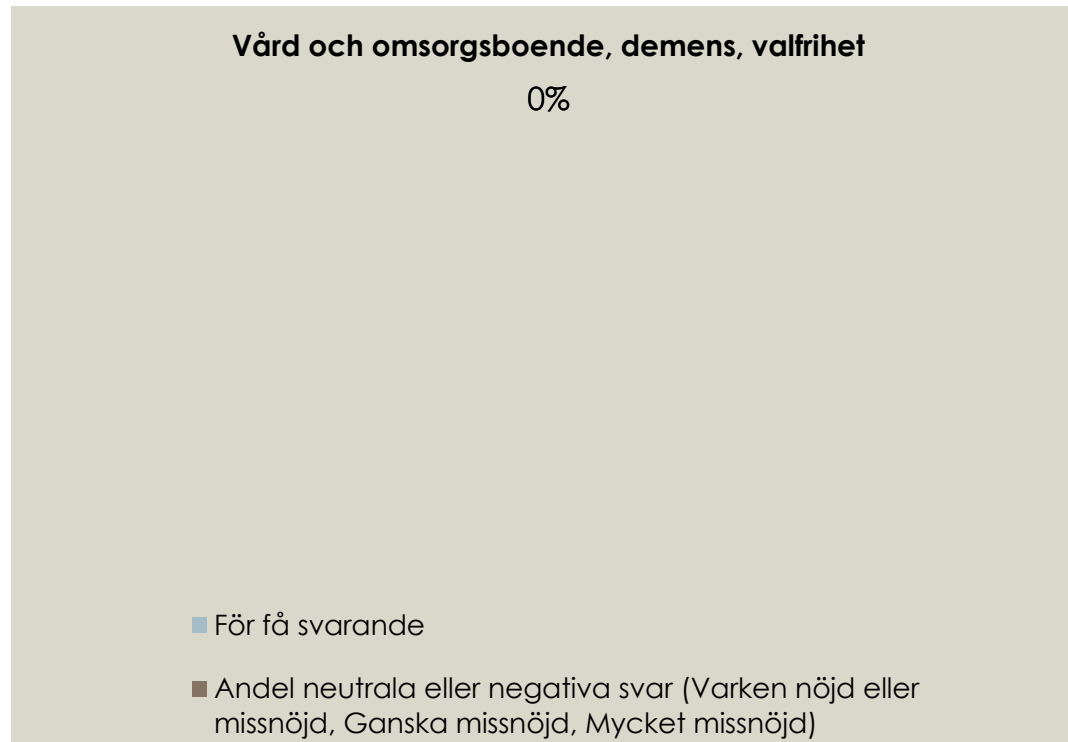 Vård och omsorgsboende, demens, valfrihet
0%
För få svarande
Andel neutrala eller negativa svar (Varken nöjd eller
missnöjd, Ganska missnöjd, Mycket missnöjd)